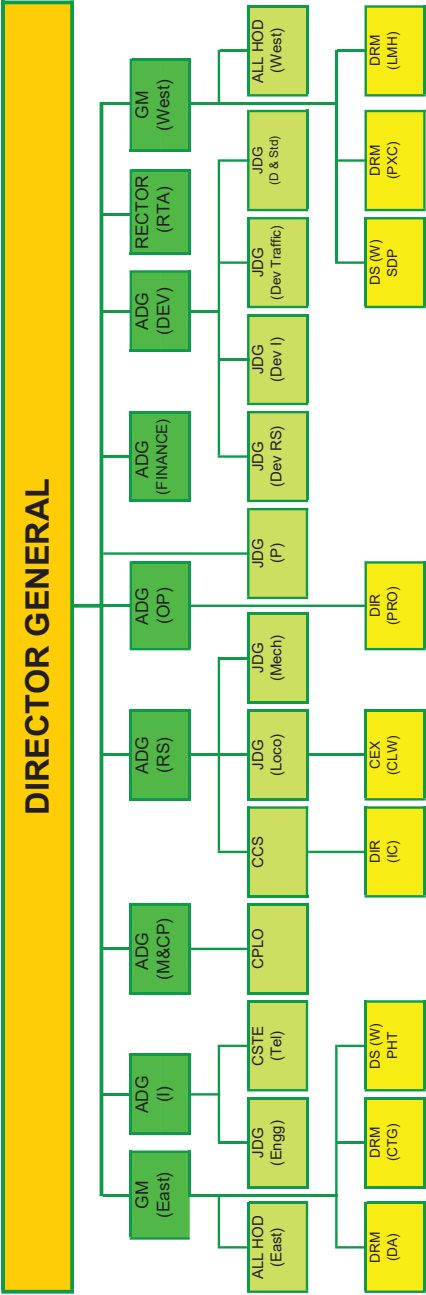 DIRECTOR GENERAL
GM
(East)
ADG
(I)
ADG
(M&CP)
ADG
(RS)
ADG
(OP)
ADG
(FINANCE)
ADG
(DEV)
RECTOR
(RTA)
GM
(West)
ALL HOD
(East)
JDG
(Engg)
CSTE
(Tel)
CPLO
CCS
JDG
(Loco)
JDG
(Mech)
JDG
(P)
JDG
(Dev RS)
JDG
(Dev I)
JDG
(Dev Traffic)
JDG
(D & Std)
ALL HOD
(West)
DRM
(DA)
DRM
(CTG)
DS (W)
PHT
DIR
(IC)
CEX
(CLW)
DIR
(PRO)
DS (W)
SDP
DRM
(PXC)
DRM
(LMH)